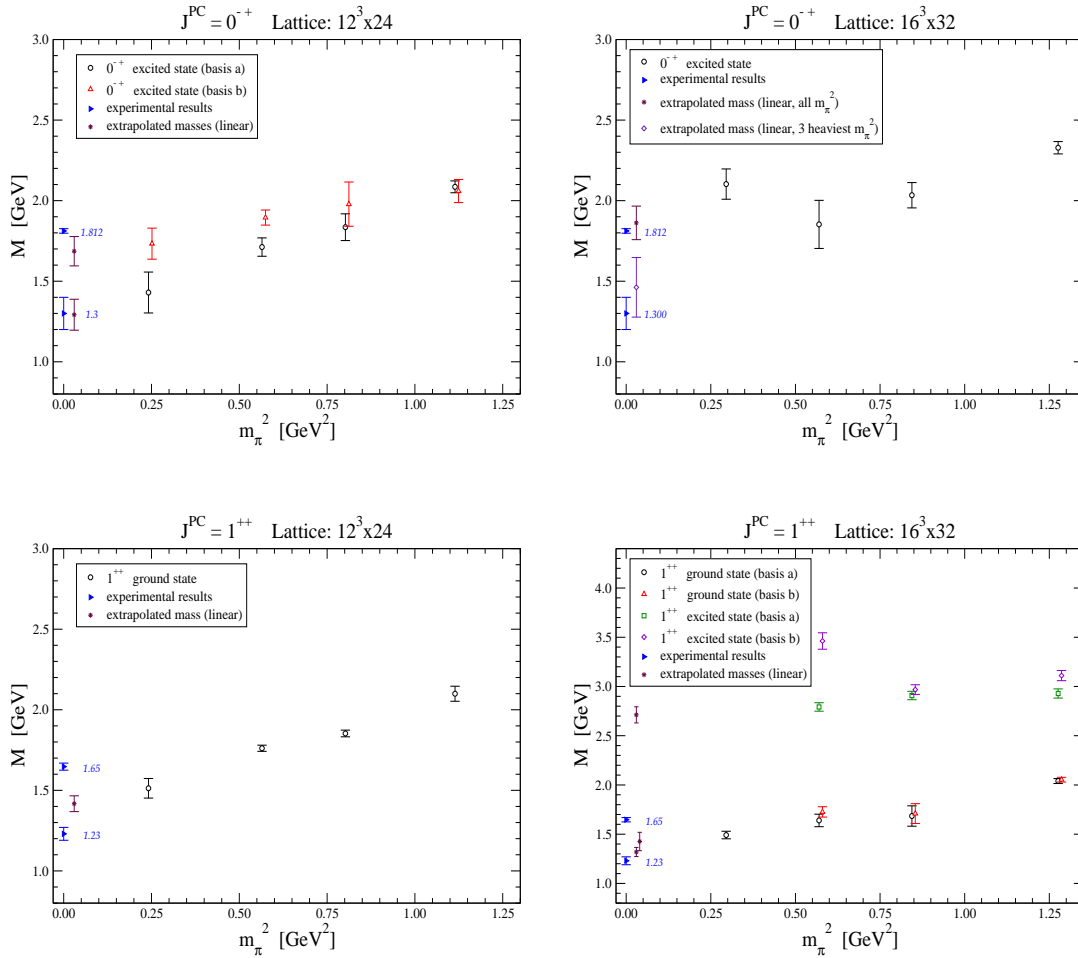 J^PC = 0^-+ Lattice: 12^3x24
3.0
2.5
2.0
1.5
1.0
M [GeV]
0^-+ excited state (basis a)
0^-+ excited state (basis b)
experimental results
extrapolated masses (linear)
1.812
1.3
0.00 0.25 0.50 0.75 1.00 1.25
m_π^2 [GeV^2]
J^PC = 0^-+ Lattice: 16^3x32
3.0
2.5
2.0
1.5
1.0
M [GeV]
0^-+ excited state
experimental results
extrapolated mass (linear, all m_π^2)
extrapolated mass (linear, 3 heaviest m_π^2)
1.812
1.300
0.00 0.25 0.50 0.75 1.00 1.25
m_π^2 [GeV^2]
J^PC = 1^++ Lattice: 12^3x24
3.0
2.5
2.0
1.5
1.0
M [GeV]
1^++ ground state
experimental results
extrapolated mass (linear)
1.65
1.23
0.00 0.25 0.50 0.75 1.00 1.25
m_π^2 [GeV^2]
J^PC = 1^++ Lattice: 16^3x32
4.0
3.5
3.0
2.5
2.0
1.5
1.0
M [GeV]
1^++ ground state (basis a)
1^++ ground state (basis b)
1^++ excited state (basis a)
1^++ excited state (basis b)
experimental results
extrapolated masses (linear)
1.65
1.23
0.00 0.25 0.50 0.75 1.00 1.25
m_π^2 [GeV^2]